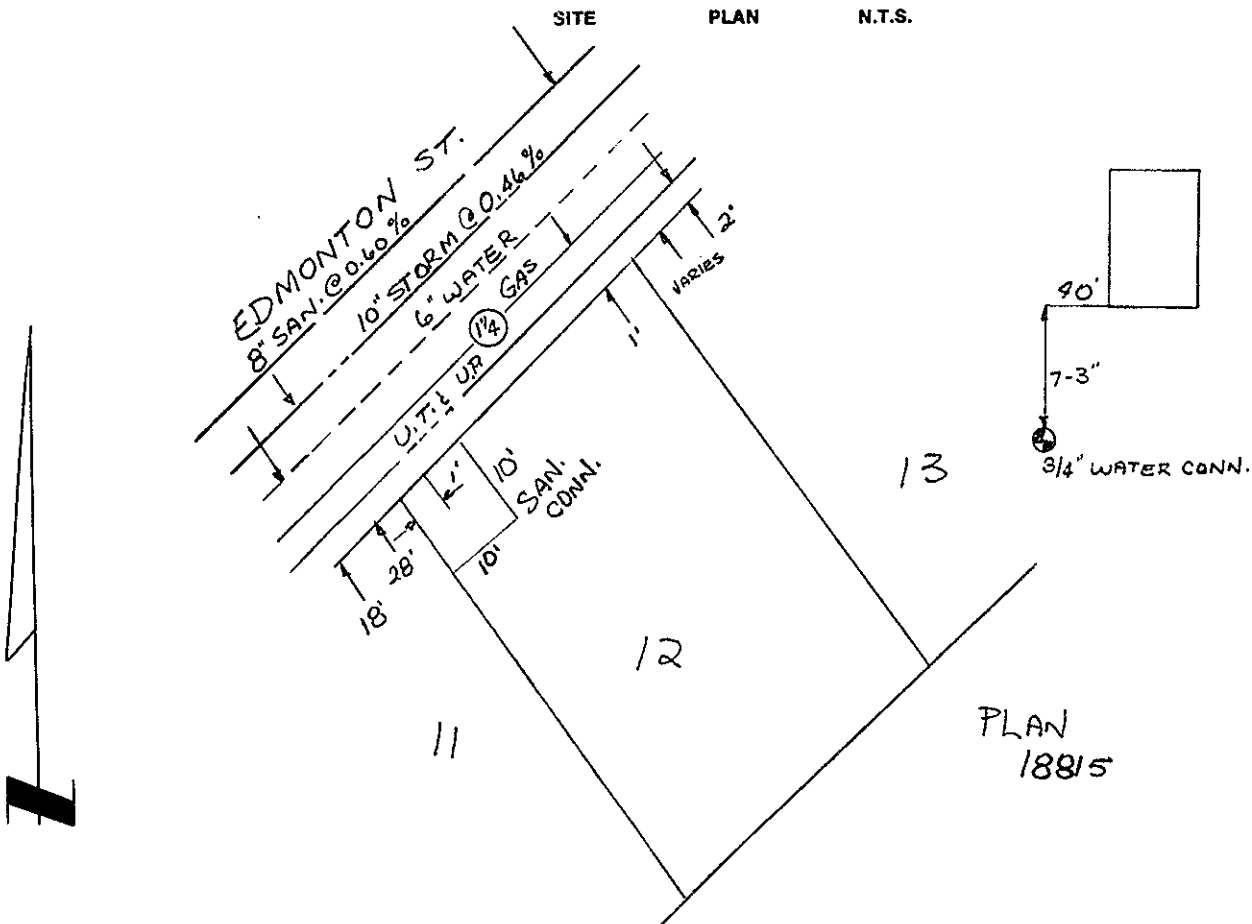 SITE PLAN N.T.S.
EDMONTON ST.
8" SAN. @ 0.60%
10" STORM @ 0.46%
6" WATER
1 1/4 GAS
U.T. & U.P.
2'
VARIES
1'
1'
10'
SAN.
CONN.
10'
28'
18'
40'
7-3"
3/4" WATER CONN.
13
12
11
PLAN
18815